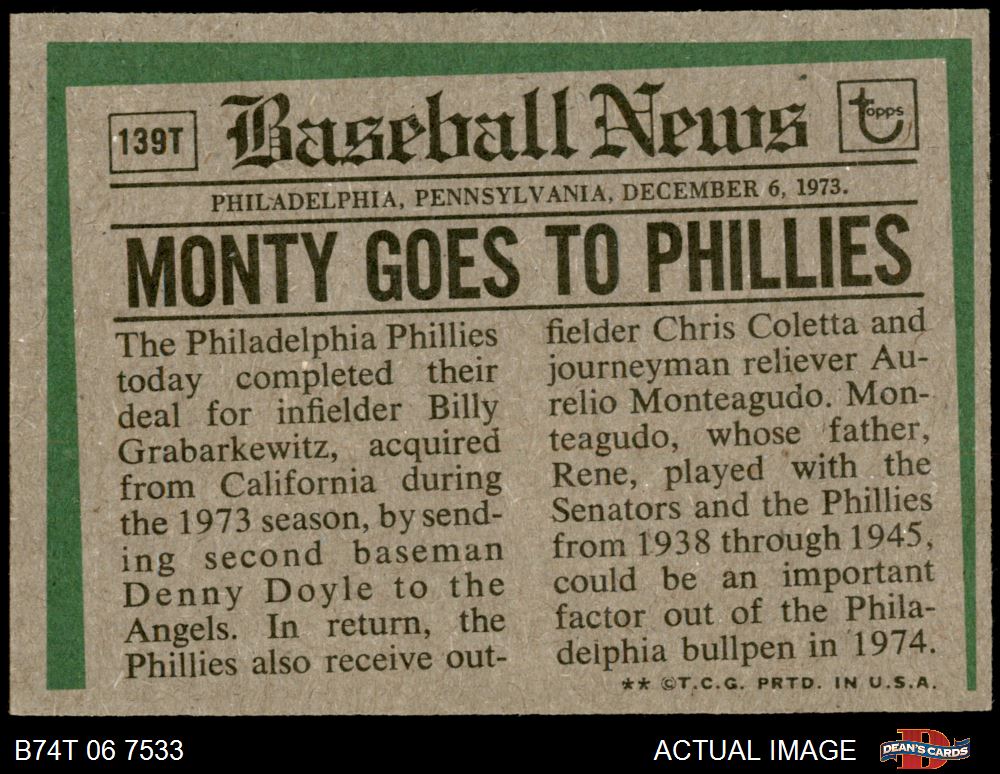 139T
Baseball News
topps
PHILADELPHIA, PENNSYLVANIA, DECEMBER 6, 1973.
MONTY GOES TO PHILLIES
The Philadelphia Phillies
today completed their
deal for infielder Billy
Grabarkewitz, acquired
from California during
the 1973 season, by send-
ing second baseman
Denny Doyle to the
Angels. In return, the
Phillies also receive out-
fielder Chris Coletta and
journeyman reliever Au-
relio Monteagudo. Mon-
teagudo, whose father,
Rene, played with the
Senators and the Phillies
from 1938 through 1945,
could be an important
factor out of the Phila-
delphia bullpen in 1974.
** ©T.C.G. PRTD. IN U.S.A.
B74T 06 7533
ACTUAL IMAGE
DEAN'S CARDS